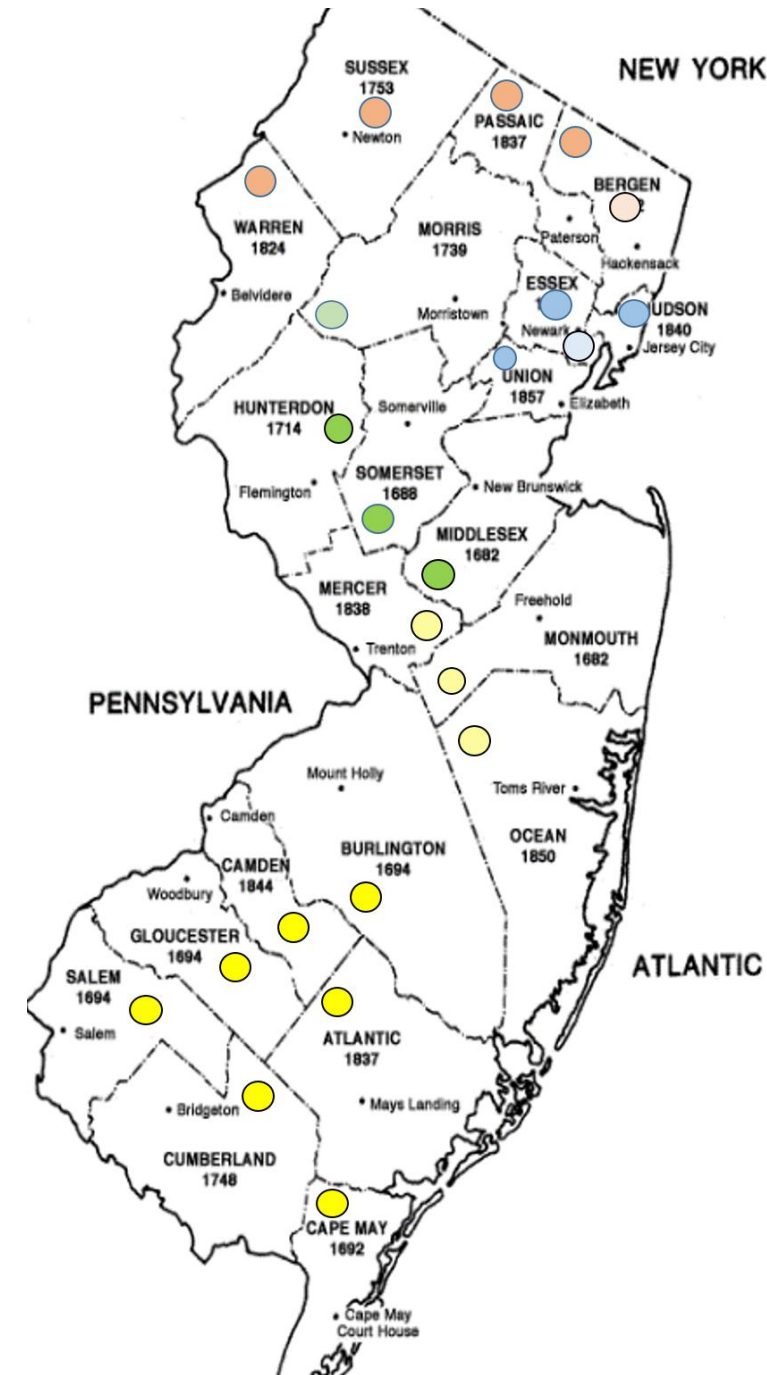 SUSSEX
1753
Newton
NEW YORK
PASSAIC
1837
BERGEN
WARREN
1824
MORRIS
1739
Paterson
Hackensack
Belvidere
Morristown
ESSEX
Newark
UDSON
1840
Jersey City
UNION
1857
Elizabeth
HUNTERDON
1714
Somerville
Flemington
SOMERSET
1688
New Brunswick
MIDDLESEX
1682
MERCER
1838
Freehold
MONMOUTH
1682
Trenton
PENNSYLVANIA
Mount Holly
Toms River
Camden
OCEAN
1850
BURLINGTON
1694
CAMDEN
1844
Woodbury
GLOUCESTER
1694
ATLANTIC
SALEM
1694
Salem
ATLANTIC
1837
Mays Landing
Bridgeton
CUMBERLAND
1748
CAPE MAY
1692
Cape May
Court House